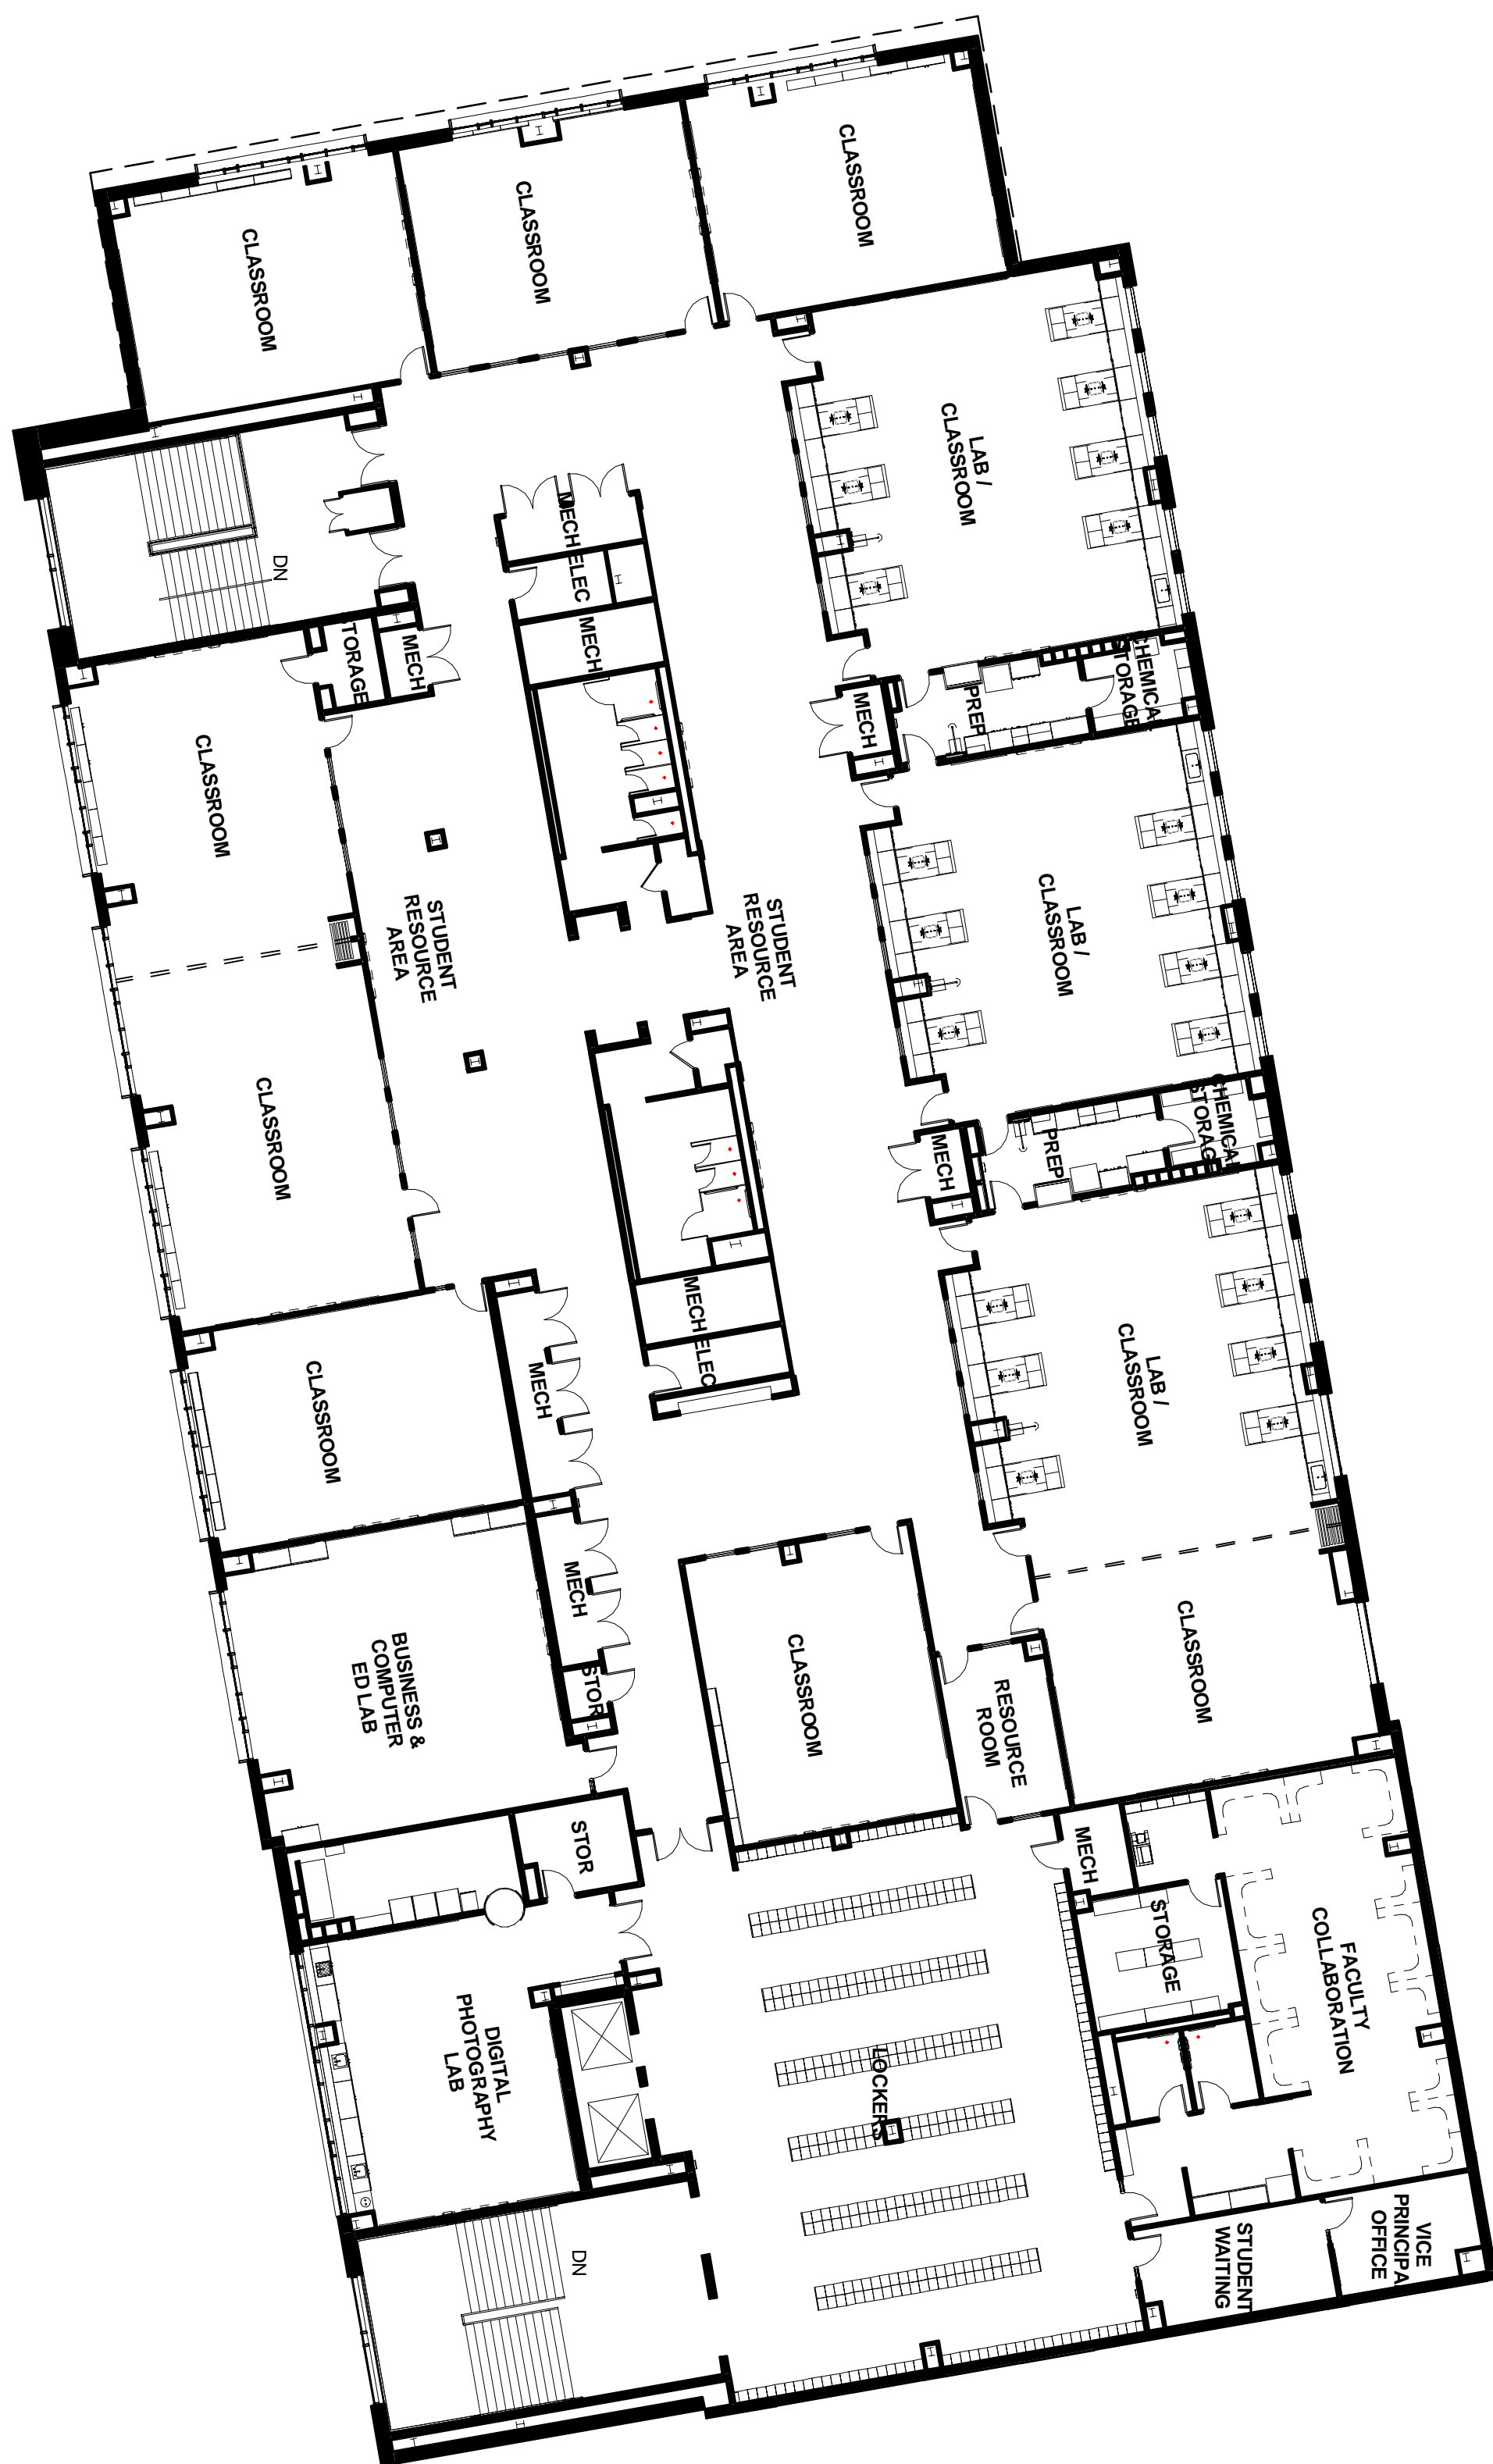 CLASSROOM
CLASSROOM
CLASSROOM
LAB /
CLASSROOM
MECH
ELEC
MECH
DN
STORAGE
MECH
CHEMICAL
STORAGE
PREP
MECH
CLASSROOM
STUDENT
RESOURCE
AREA
STUDENT
RESOURCE
AREA
LAB /
CLASSROOM
CLASSROOM
CHEMICAL
STORAGE
PREP
MECH
MECH
ELEC
CLASSROOM
MECH
LAB /
CLASSROOM
MECH
STOR
BUSINESS &
COMPUTER
ED LAB
CLASSROOM
RESOURCE
ROOM
CLASSROOM
STOR
MECH
STORAGE
FACULTY
COLLABORATION
DIGITAL
PHOTOGRAPHY
LAB
LOCKERS
DN
STUDENT
WAITING
VICE
PRINCIPA
OFFICE